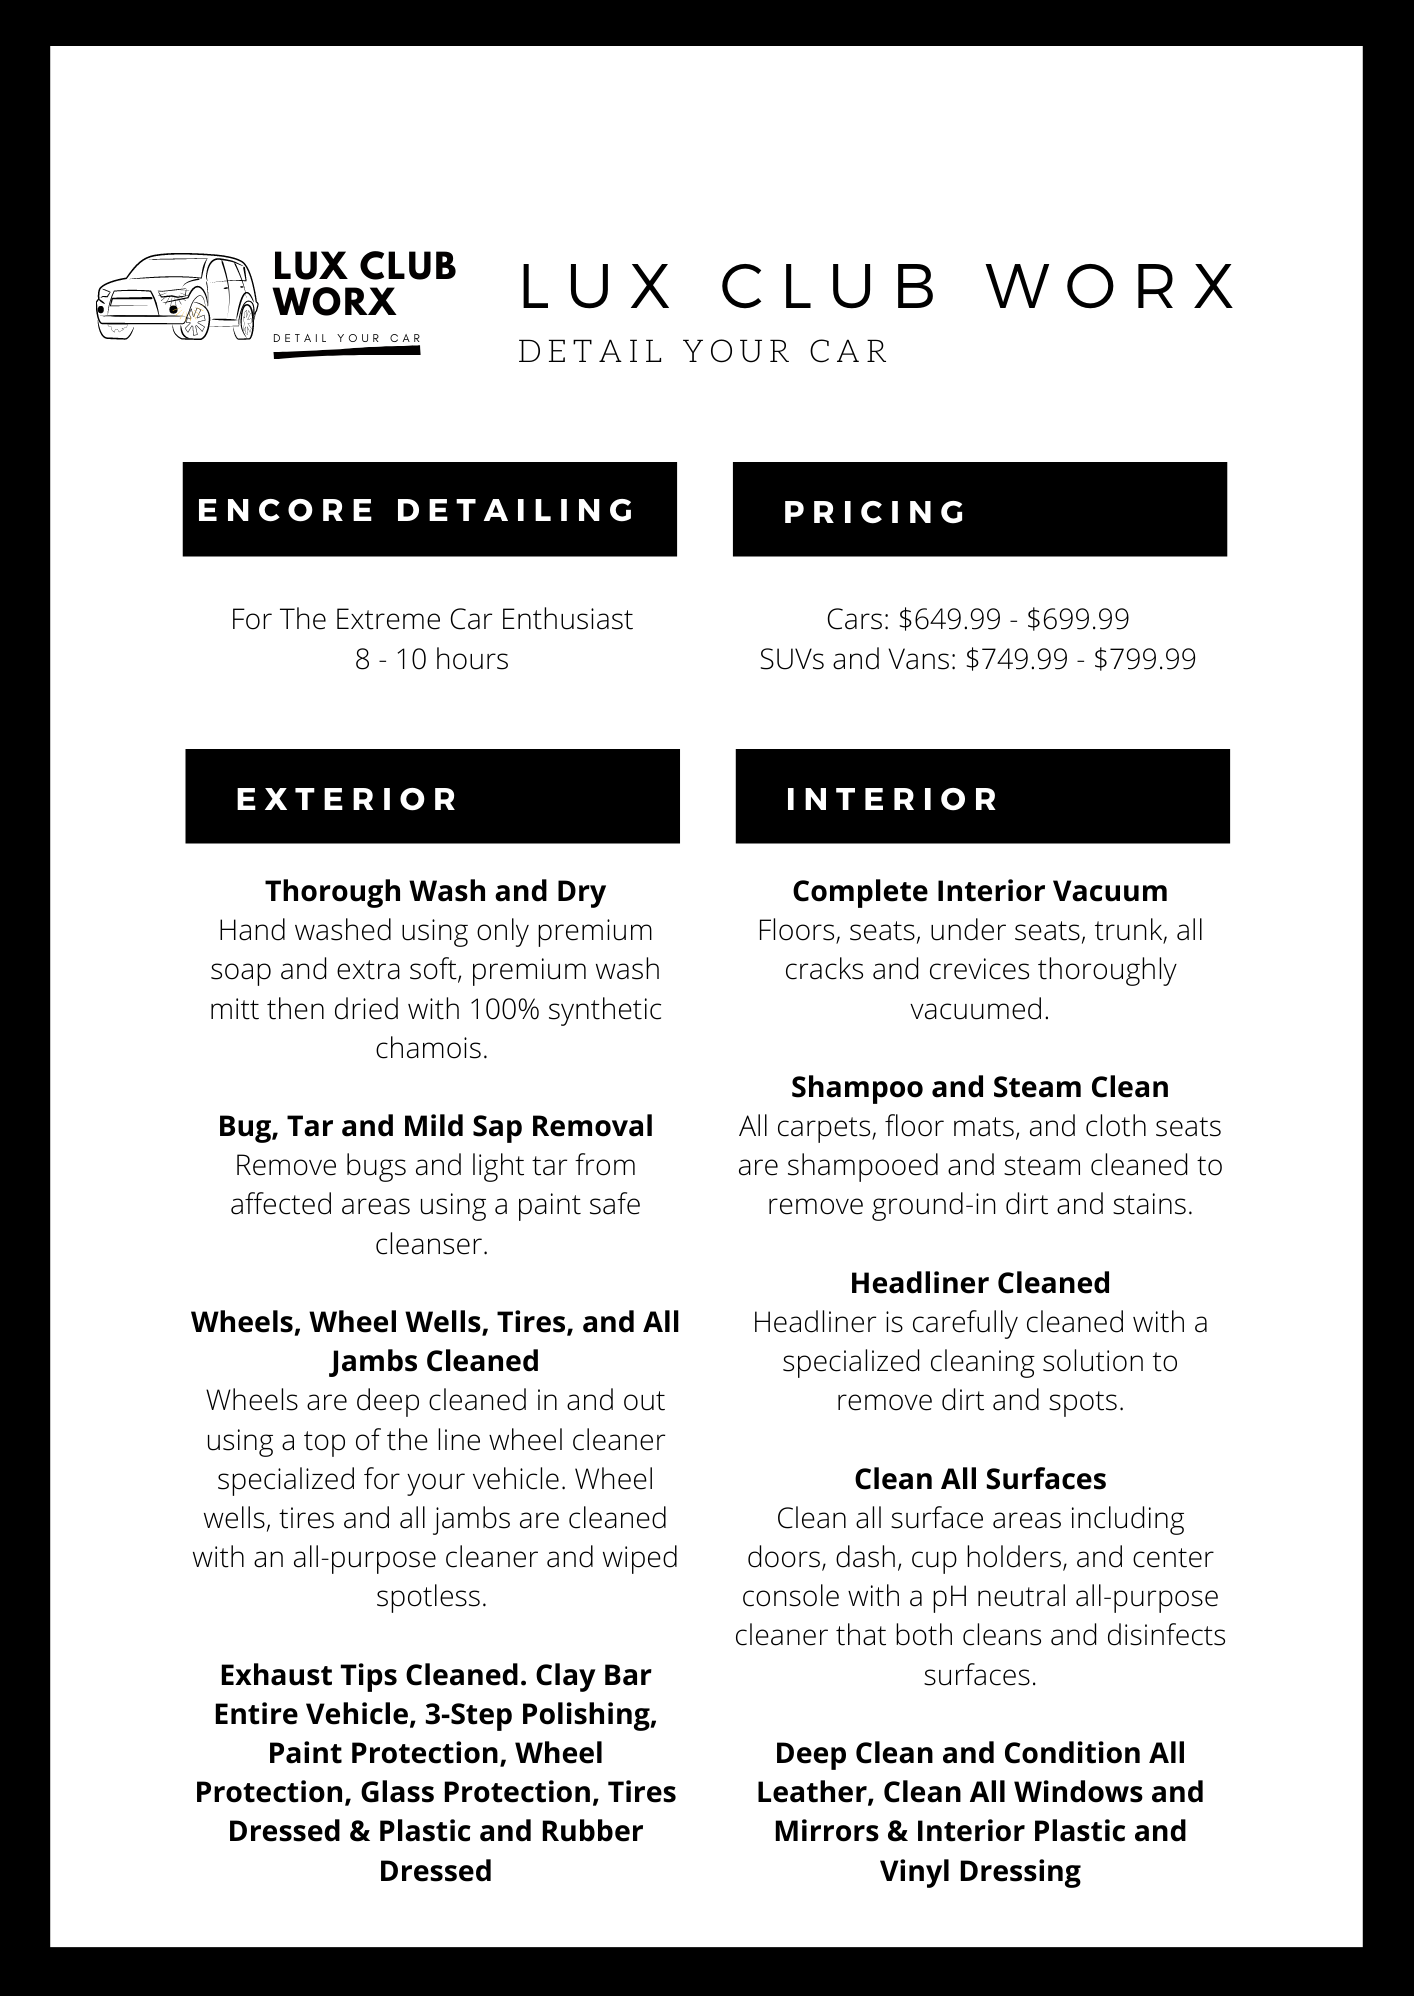 LUX CLUB
WORX
DETAIL YOUR CAR
LUX CLUB WORX
DETAIL YOUR CAR
ENCORE DETAILING
For The Extreme Car Enthusiast
8 - 10 hours
PRICING
Cars: $649.99 - $699.99
SUVs and Vans: $749.99 - $799.99
EXTERIOR
Thorough Wash and Dry
Hand washed using only premium
soap and extra soft, premium wash
mitt then dried with 100% synthetic
chamois.
Bug, Tar and Mild Sap Removal
Remove bugs and light tar from
affected areas using a paint safe
cleanser.
Wheels, Wheel Wells, Tires, and All
Jambs Cleaned
Wheels are deep cleaned in and out
using a top of the line wheel cleaner
specialized for your vehicle. Wheel
wells, tires and all jambs are cleaned
with an all-purpose cleaner and wiped
spotless.
Exhaust Tips Cleaned. Clay Bar
Entire Vehicle, 3-Step Polishing,
Paint Protection, Wheel
Protection, Glass Protection, Tires
Dressed & Plastic and Rubber
Dressed
INTERIOR
Complete Interior Vacuum
Floors, seats, under seats, trunk, all
cracks and crevices thoroughly
vacuumed.
Shampoo and Steam Clean
All carpets, floor mats, and cloth seats
are shampooed and steam cleaned to
remove ground-in dirt and stains.
Headliner Cleaned
Headliner is carefully cleaned with a
specialized cleaning solution to
remove dirt and spots.
Clean All Surfaces
Clean all surface areas including
doors, dash, cup holders, and center
console with a pH neutral all-purpose
cleaner that both cleans and disinfects
surfaces.
Deep Clean and Condition All
Leather, Clean All Windows and
Mirrors & Interior Plastic and
Vinyl Dressing